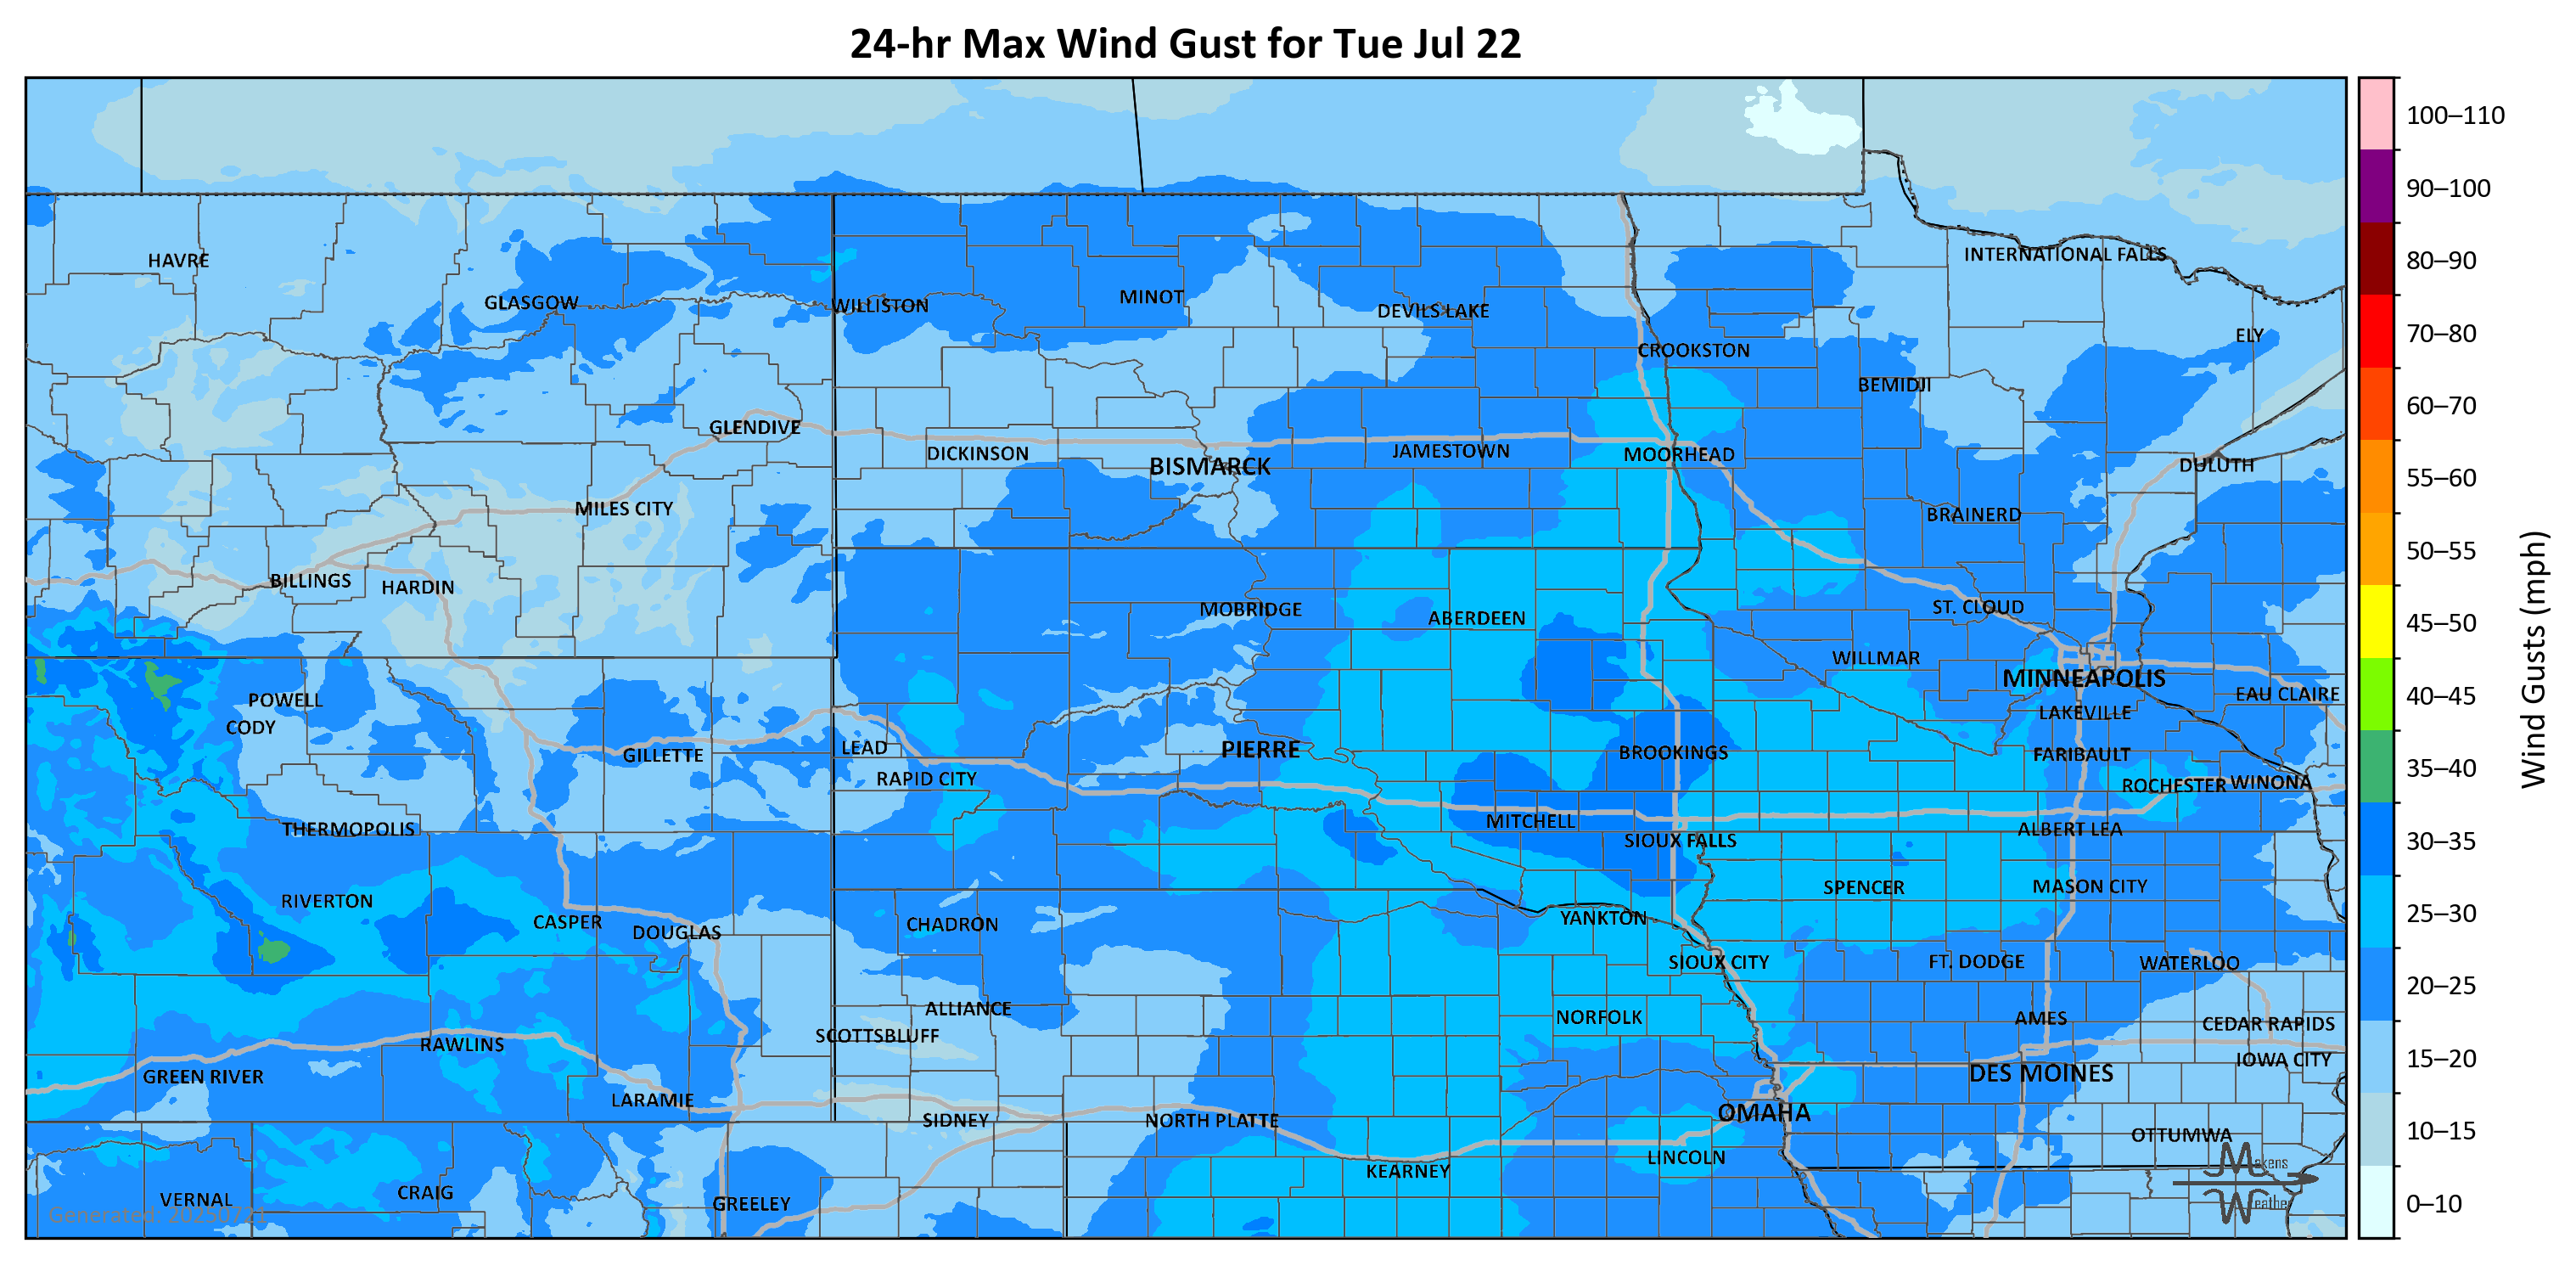 24-hr Max Wind Gust for Tue Jul 22
100–110
90–100
80–90
70–80
60–70
55–60
50–55
45–50
40–45
35–40
30–35
25–30
20–25
15–20
10–15
0–10
Wind Gusts (mph)
HAVRE
INTERNATIONAL FALLS
GLASGOW
WILLISTON
MINOT
DEVILS LAKE
ELY
CROOKSTON
BEMIDJI
GLENDIVE
DICKINSON
BISMARCK
JAMESTOWN
MOORHEAD
DULUTH
MILES CITY
BRAINERD
BILLINGS
HARDIN
MOBRIDGE
ABERDEEN
ST. CLOUD
WILLMAR
MINNEAPOLIS
POWELL
EAU CLAIRE
CODY
LAKEVILLE
GILLETTE
LEAD
PIERRE
BROOKINGS
FARIBAULT
RAPID CITY
ROCHESTER
WINONA
THERMOPOLIS
MITCHELL
SIOUX FALLS
ALBERT LEA
RIVERTON
SPENCER
MASON CITY
CASPER
DOUGLAS
CHADRON
YANKTON
SIOUX CITY
FT. DODGE
WATERLOO
ALLIANCE
NORFOLK
AMES
CEDAR RAPIDS
SCOTTSBLUFF
RAWLINS
IOWA CITY
GREEN RIVER
DES MOINES
LARAMIE
SIDNEY
NORTH PLATTE
OMAHA
OTTUMWA
KEARNEY
LINCOLN
VERNAL
CRAIG
GREELEY
Generated: 20250721
Makens
Weather